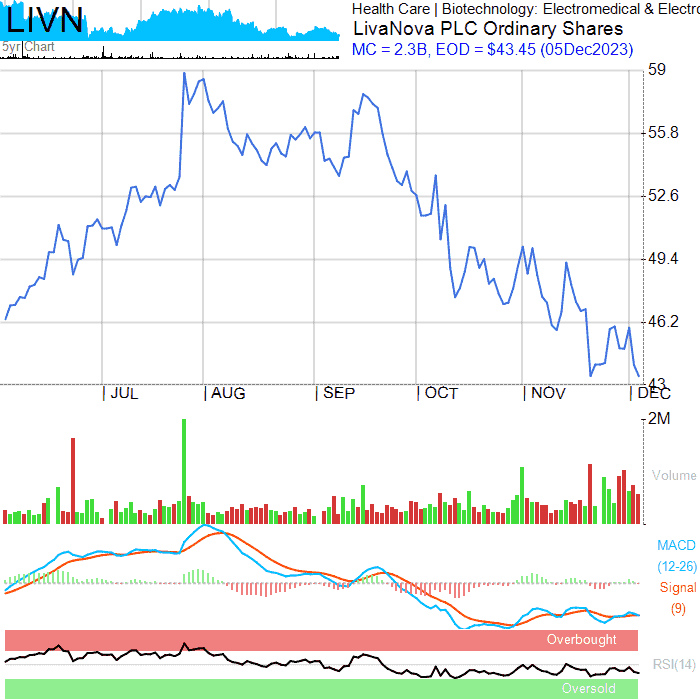 LIVN
5yr Chart
Health Care | Biotechnology: Electromedical & Electro
LivaNova PLC Ordinary Shares
MC = 2.3B, EOD = $43.45 (05Dec2023)
59
55.8
52.6
49.4
46.2
43
JUL AUG SEP OCT NOV DEC
2M
Volume
MACD
(12-26)
Signal
(9)
Overbought
RSI(14)
Oversold